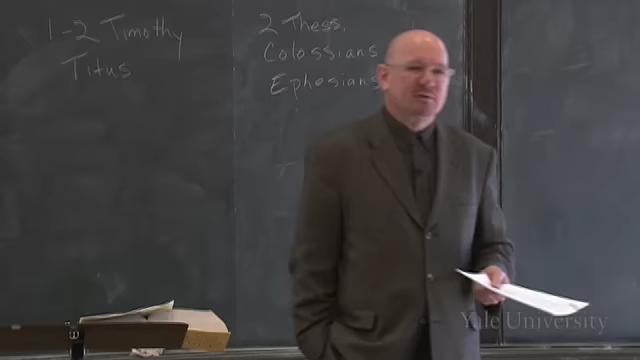 1-2 Timothy
Titus
2 Thess.
Colossians
Ephesians
Yale University